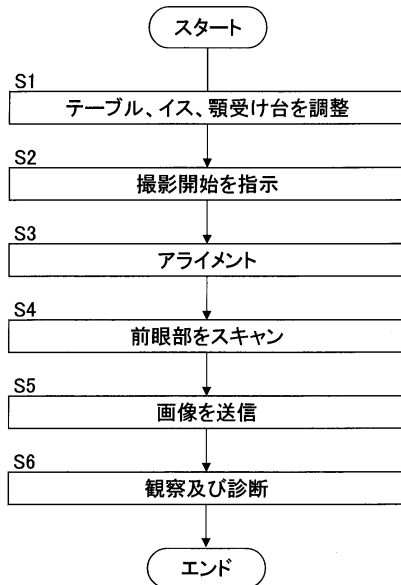 スタート
S1
テーブル、イス、顎受け台を調整
S2
撮影開始を指示
S3
アライメント
S4
前眼部をスキャン
S5
画像を送信
S6
観察及び診断
エンド